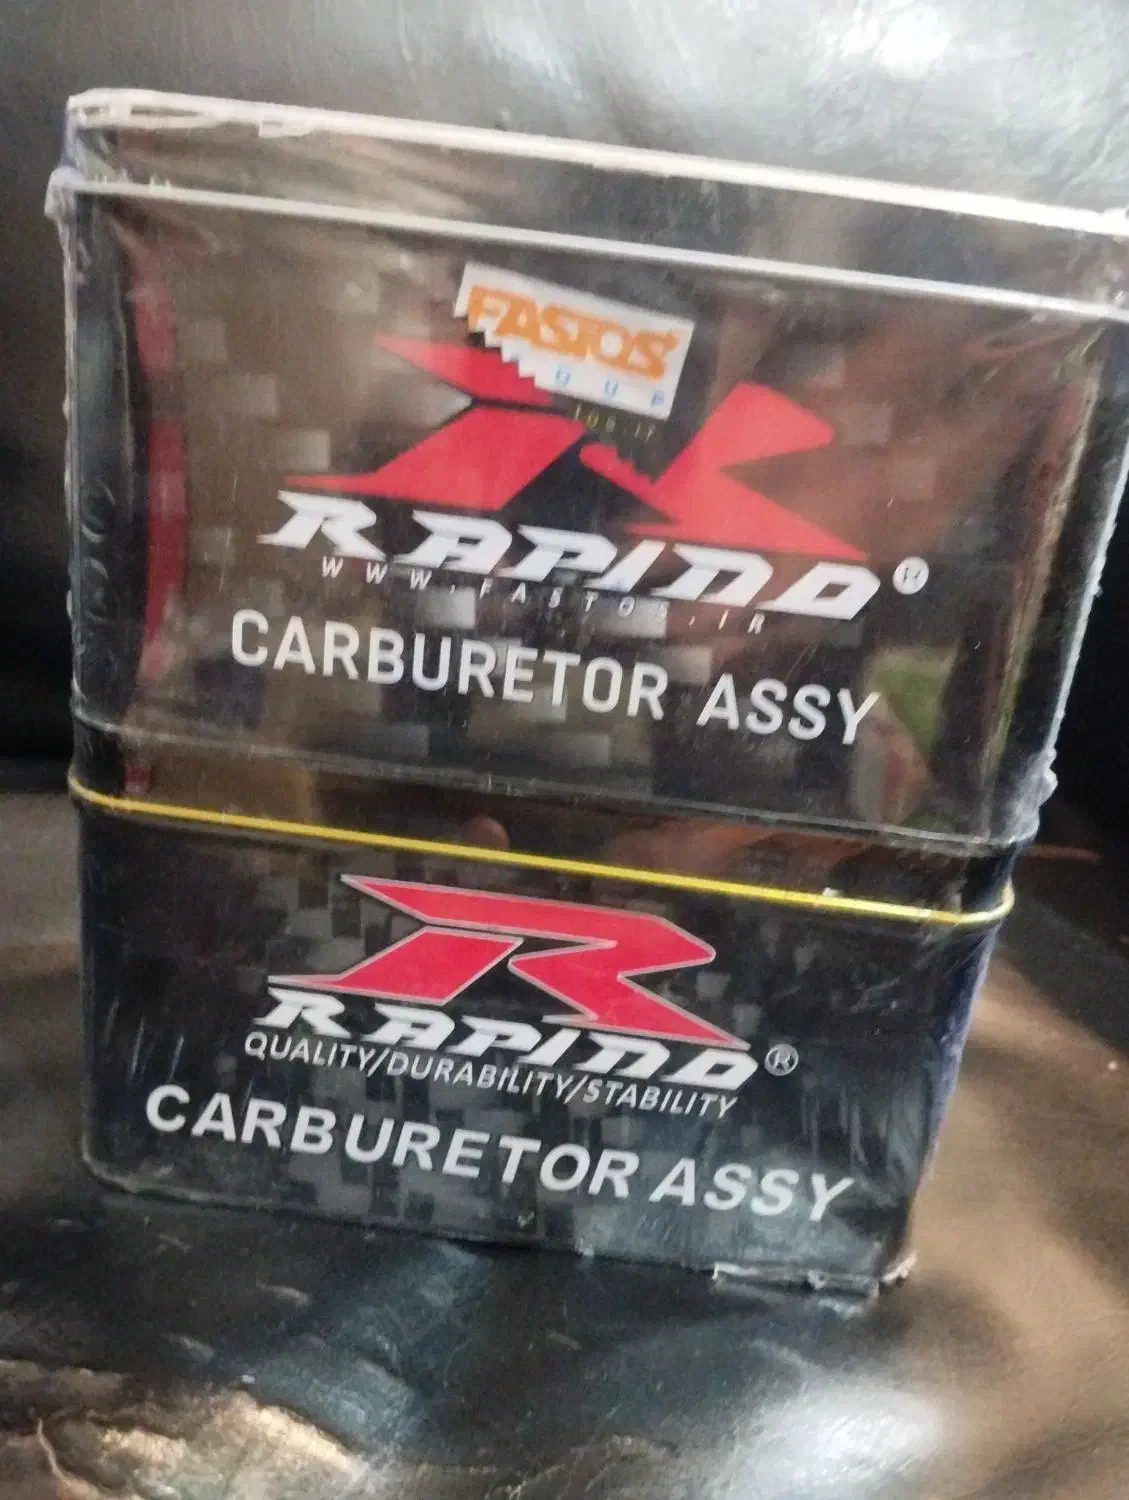 FASTOS
RAPIDO®
WWW.FASTOS.IR
CARBURETOR ASSY
RAPIDO®
QUALITY/DURABILITY/STABILITY
CARBURETOR ASSY